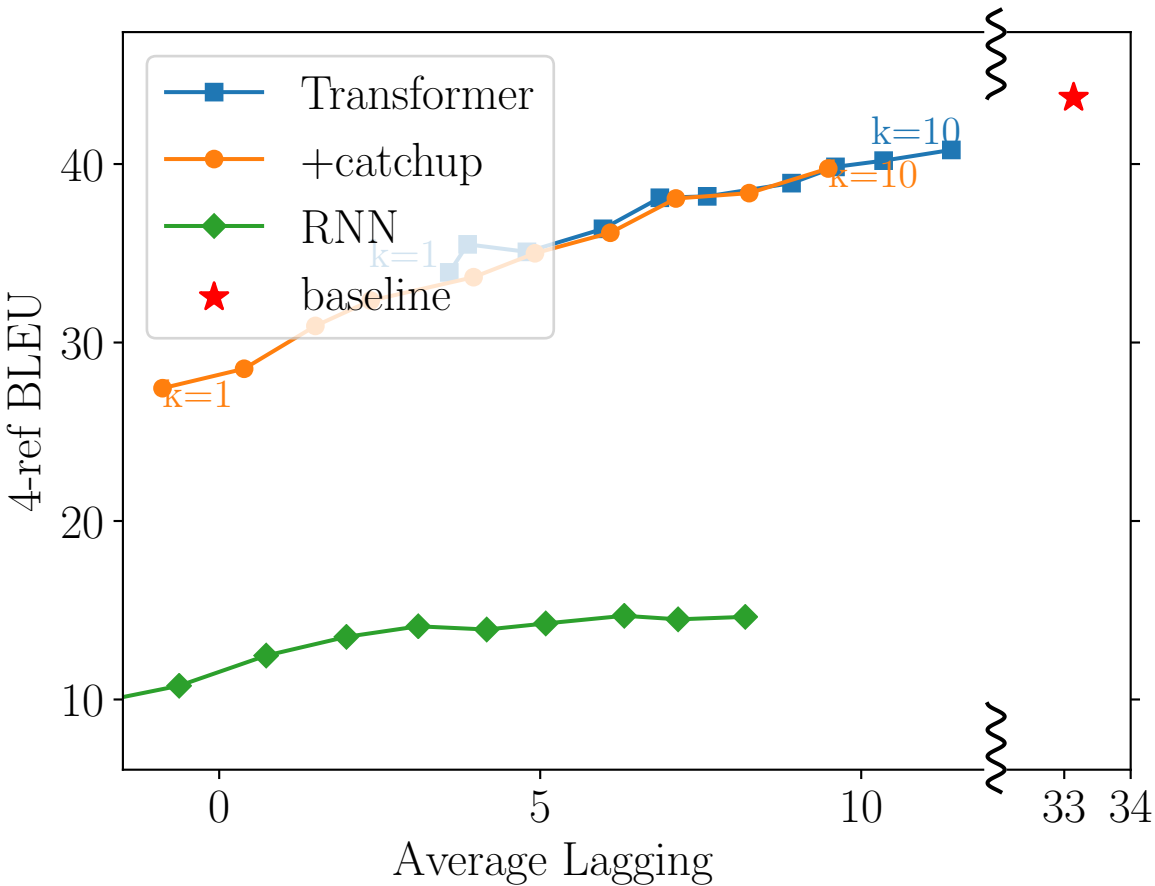 Transformer
+catchup
RNN
baseline
k=10
k=10
k=1
k=1
4-ref BLEU
40
30
20
10
0
5
10
33
34
Average Lagging